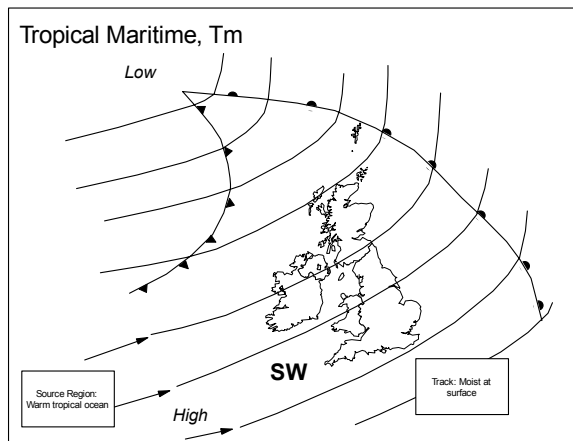 Tropical Maritime, Tm
Low
SW
Source Region:
Warm tropical ocean
Track: Moist at
surface
High